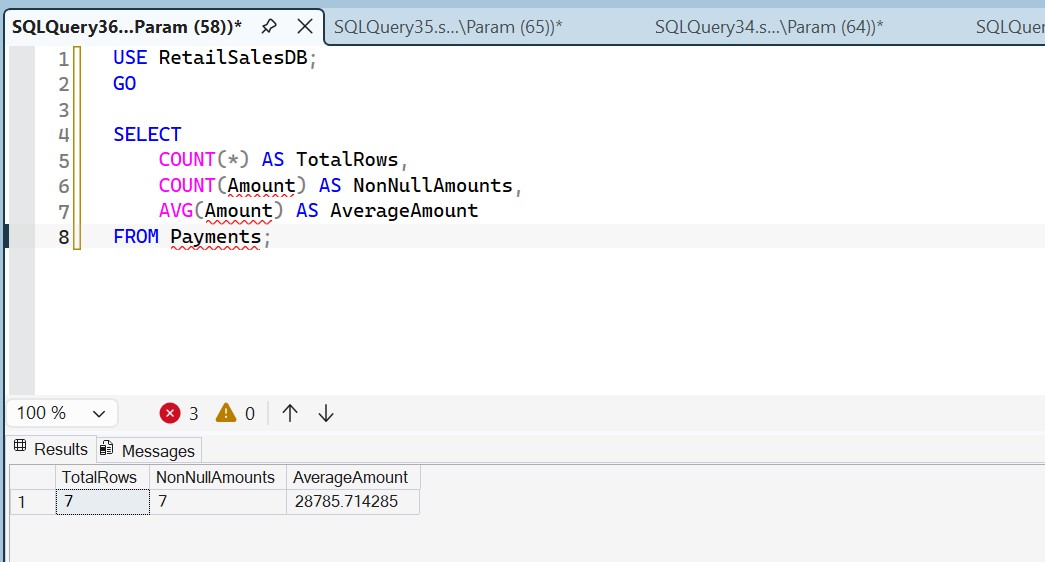 SQLQuery36...Param (58))* SQLQuery35.s...\Param (65))* SQLQuery34.s...\Param (64))* SQLQuer
1 USE RetailSalesDB;
2 GO
3
4 SELECT
5 COUNT(*) AS TotalRows,
6 COUNT(Amount) AS NonNullAmounts,
7 AVG(Amount) AS AverageAmount
8 FROM Payments;
100 % 3 0
Results Messages
TotalRows NonNullAmounts AverageAmount
1 7 7 28785.714285